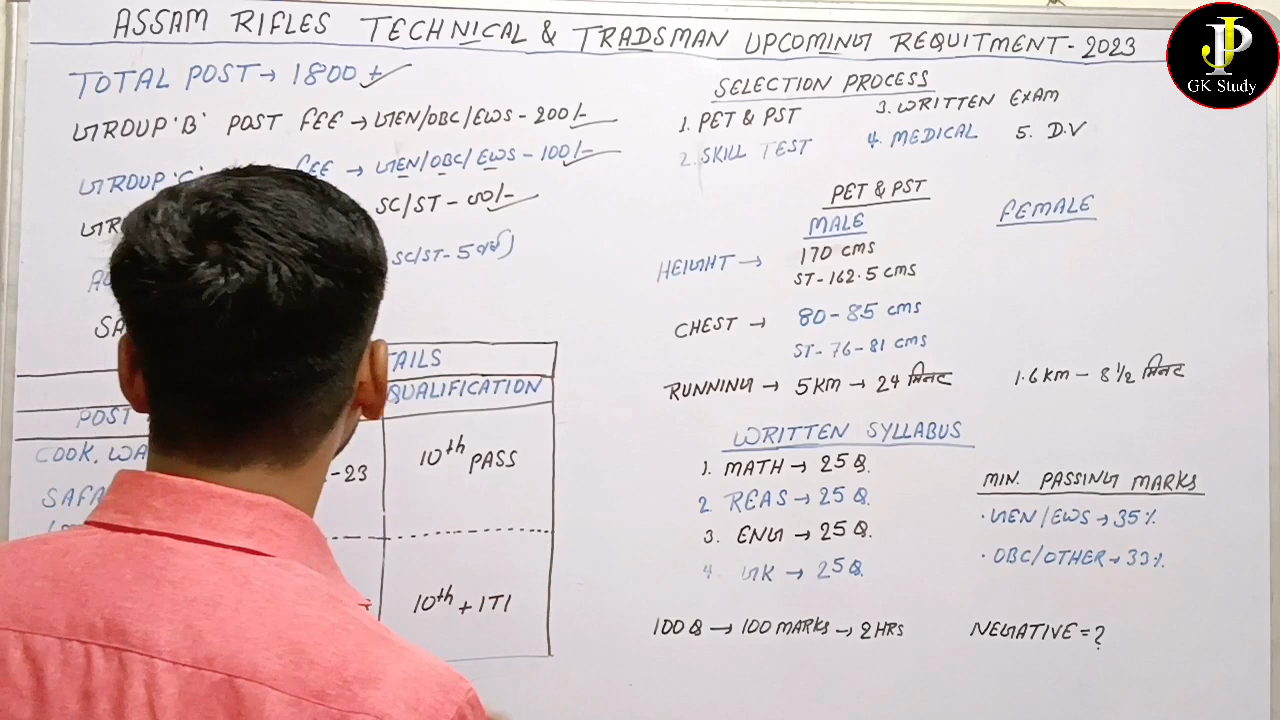 ASSAM RIFLES TECHNICAL & TRADSMAN UPCOMING REQUITMENT-2023
JP
GK Study
TOTAL POST → 1800+
GROUP 'B' POST FEE → GEN/OBC/EWS - 200/-
GROUP 'C' FEE → GEN/OBC/EWS - 100/-
SC/ST - 00/-
SC/ST - 5 वर्ष)
SA
TAILS
QUALIFICATION
POST
COOK, WA
-23
10th PASS
SAFA
10th + ITI
SELECTION PROCESS
1. PET & PST 3. WRITTEN EXAM
2. SKILL TEST 4. MEDICAL 5. D.V
PET & PST
MALE FEMALE
HEIGHT → 170 CMS
ST-162.5 CMS
CHEST → 80-85 CMS
ST-76-81 CMS
RUNNING → 5KM → 24 मिनट 1.6 KM - 8 1/2 मिनट
WRITTEN SYLLABUS
1. MATH → 25 Q.
2. REAS → 25 Q.
3. ENG → 25 Q.
4. GK → 25 Q.
MIN. PASSING MARKS
· GEN/EWS → 35%
· OBC/OTHER → 33%
100 Q → 100 MARKS → 2 HRS NEGATIVE = ?